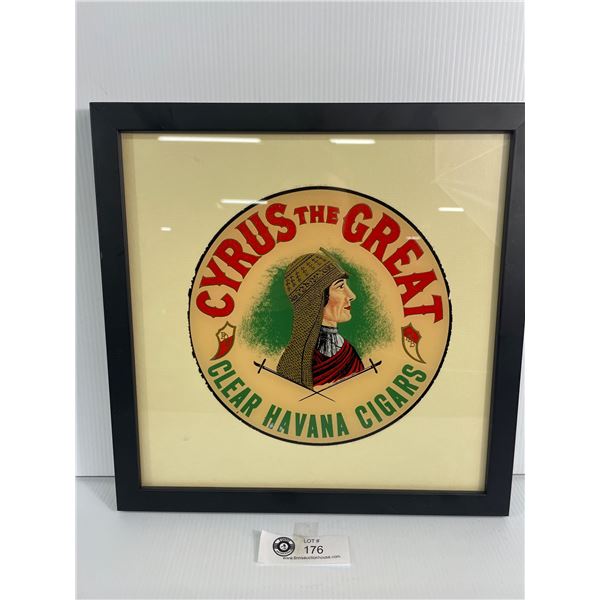 CYRUS THE GREAT
CLEAR HAVANA CIGARS
LOT #
176